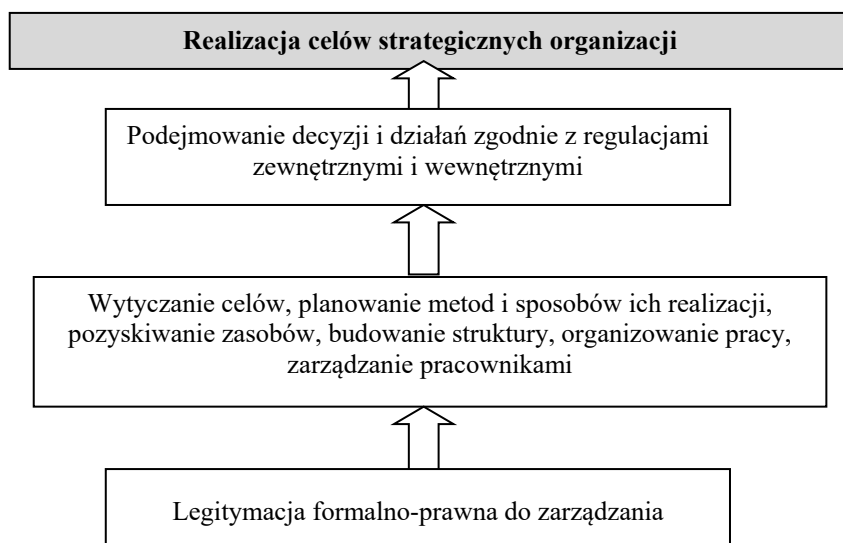 Realizacja celów strategicznych organizacji
Podejmowanie decyzji i działań zgodnie z regulacjami
zewnętrznymi i wewnętrznymi
Wytyczanie celów, planowanie metod i sposobów ich realizacji,
pozyskiwanie zasobów, budowanie struktury, organizowanie pracy,
zarządzanie pracownikami
Legitymacja formalno-prawna do zarządzania